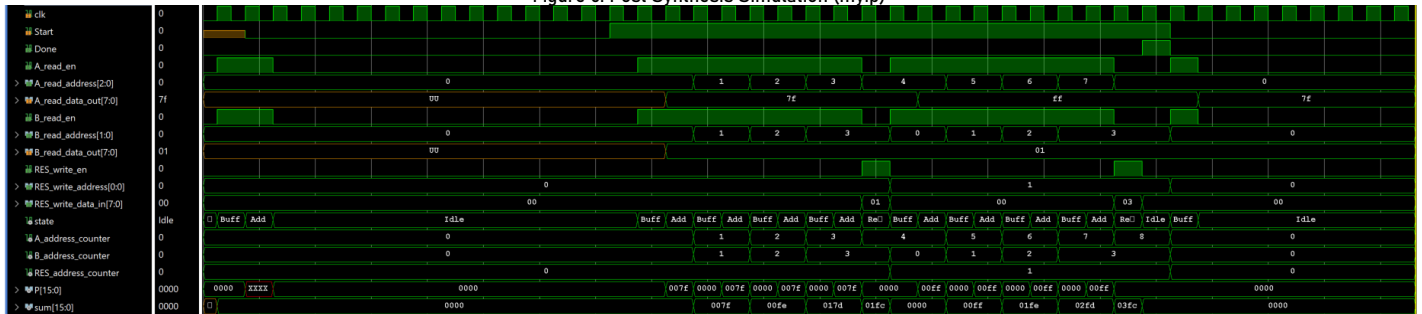 Simulation (myip)
clk 0
Start 0
Done 0
A_read_en 0
A_read_address[2:0] 0 0 1 2 3 4 5 6 7 0
A_read_data_out[7:0] 7f UU 7f ff 7f
B_read_en 0
B_read_address[1:0] 0 0 1 2 3 0 1 2 3 0
B_read_data_out[7:0] 01 UU 01
RES_write_en 0
RES_write_address[0:0] 0 0 1 0
RES_write_data_in[7:0] 00 00 01 00 03 00
state Idle Buff Add Idle Buff Add Buff Add Buff Add Buff Add Re Buff Add Buff Add Buff Add Buff Add Re Idle Buff Idle
A_address_counter 0 0 1 2 3 4 5 6 7 8 0
B_address_counter 0 0 1 2 3 0 1 2 3 0
RES_address_counter 0 0 1 0
P[15:0] 0000 0000 XXXX 0000 007f 0000 007f 0000 007f 0000 007f 0000 00ff 0000 00ff 0000 00ff 0000 00ff 0000
sum[15:0] 0000 0000 007f 00fe 017d 01fc 0000 00ff 01fe 02fd 03fc 0000